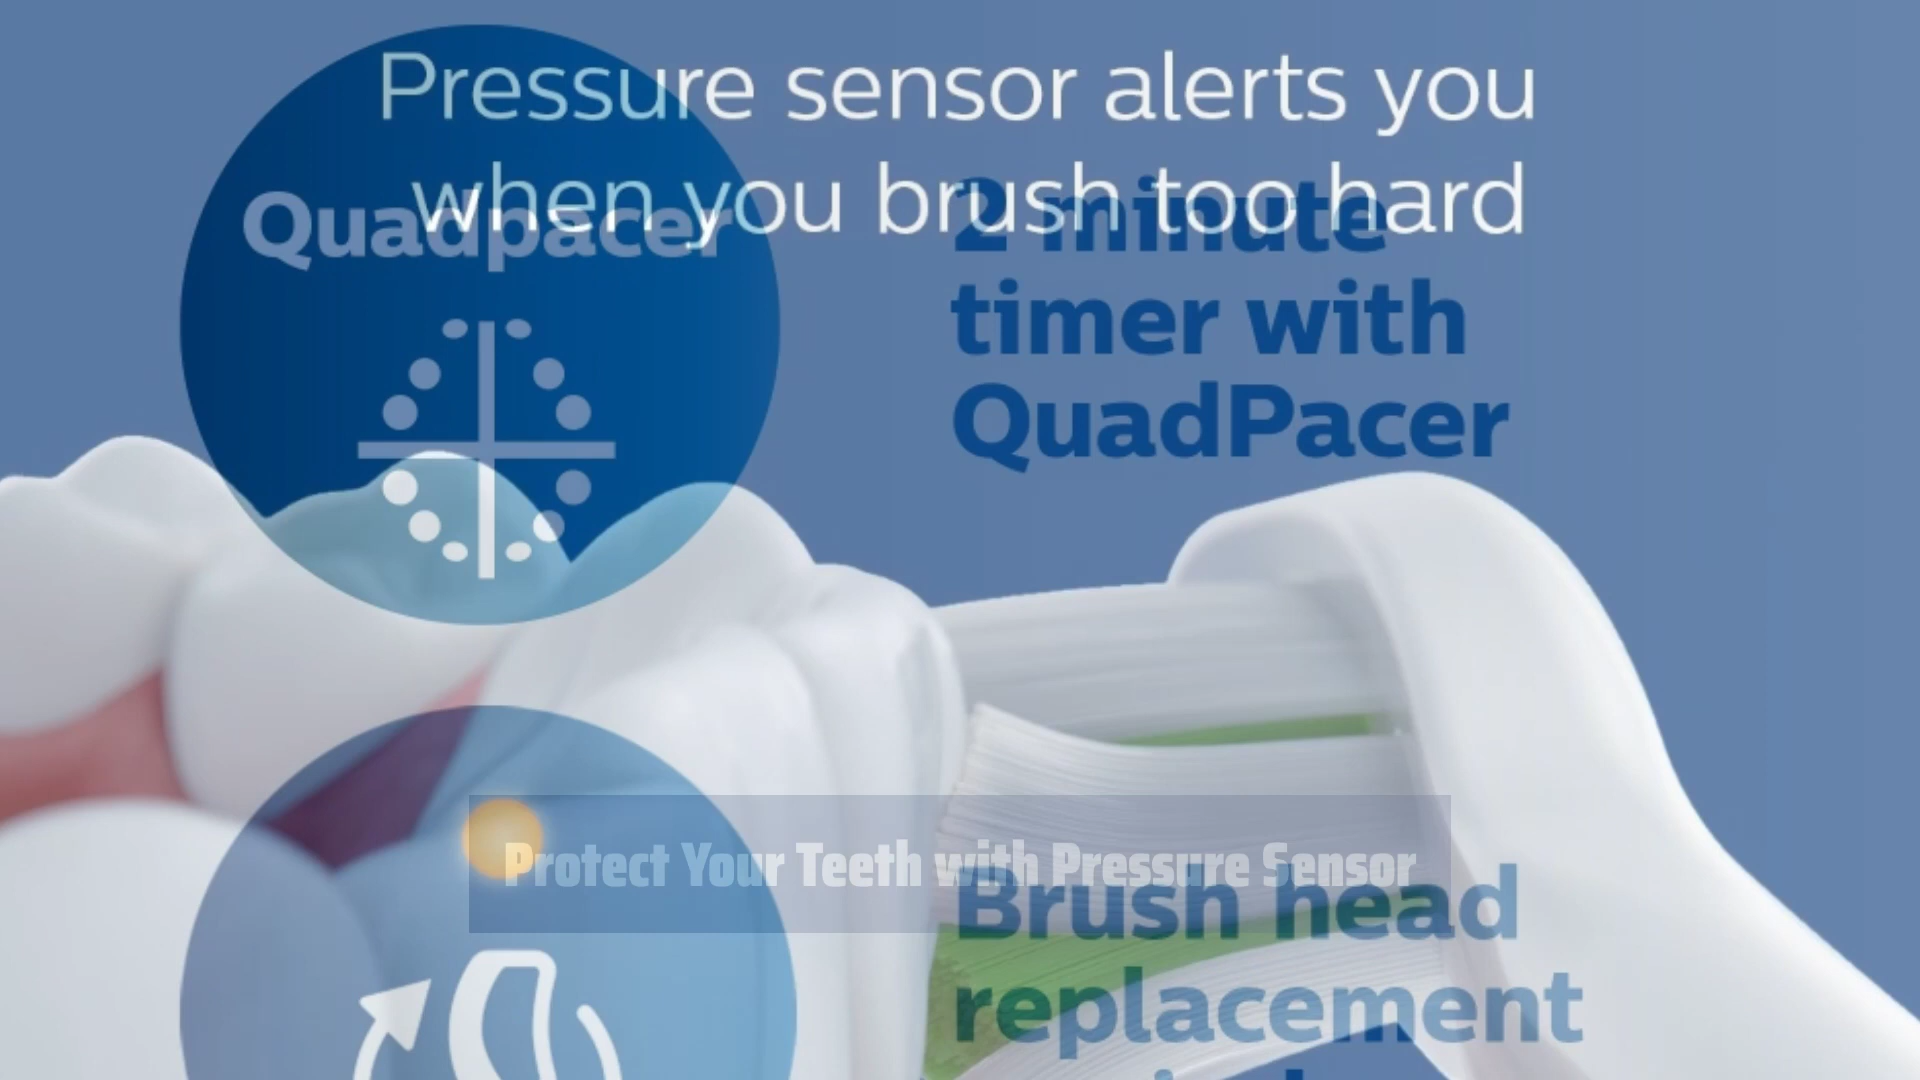 Pressure sensor alerts you
when you brush too hard
Quadpacer
2 minute
timer with
QuadPacer
Protect Your Teeth with Pressure Sensor
Brush head
replacement